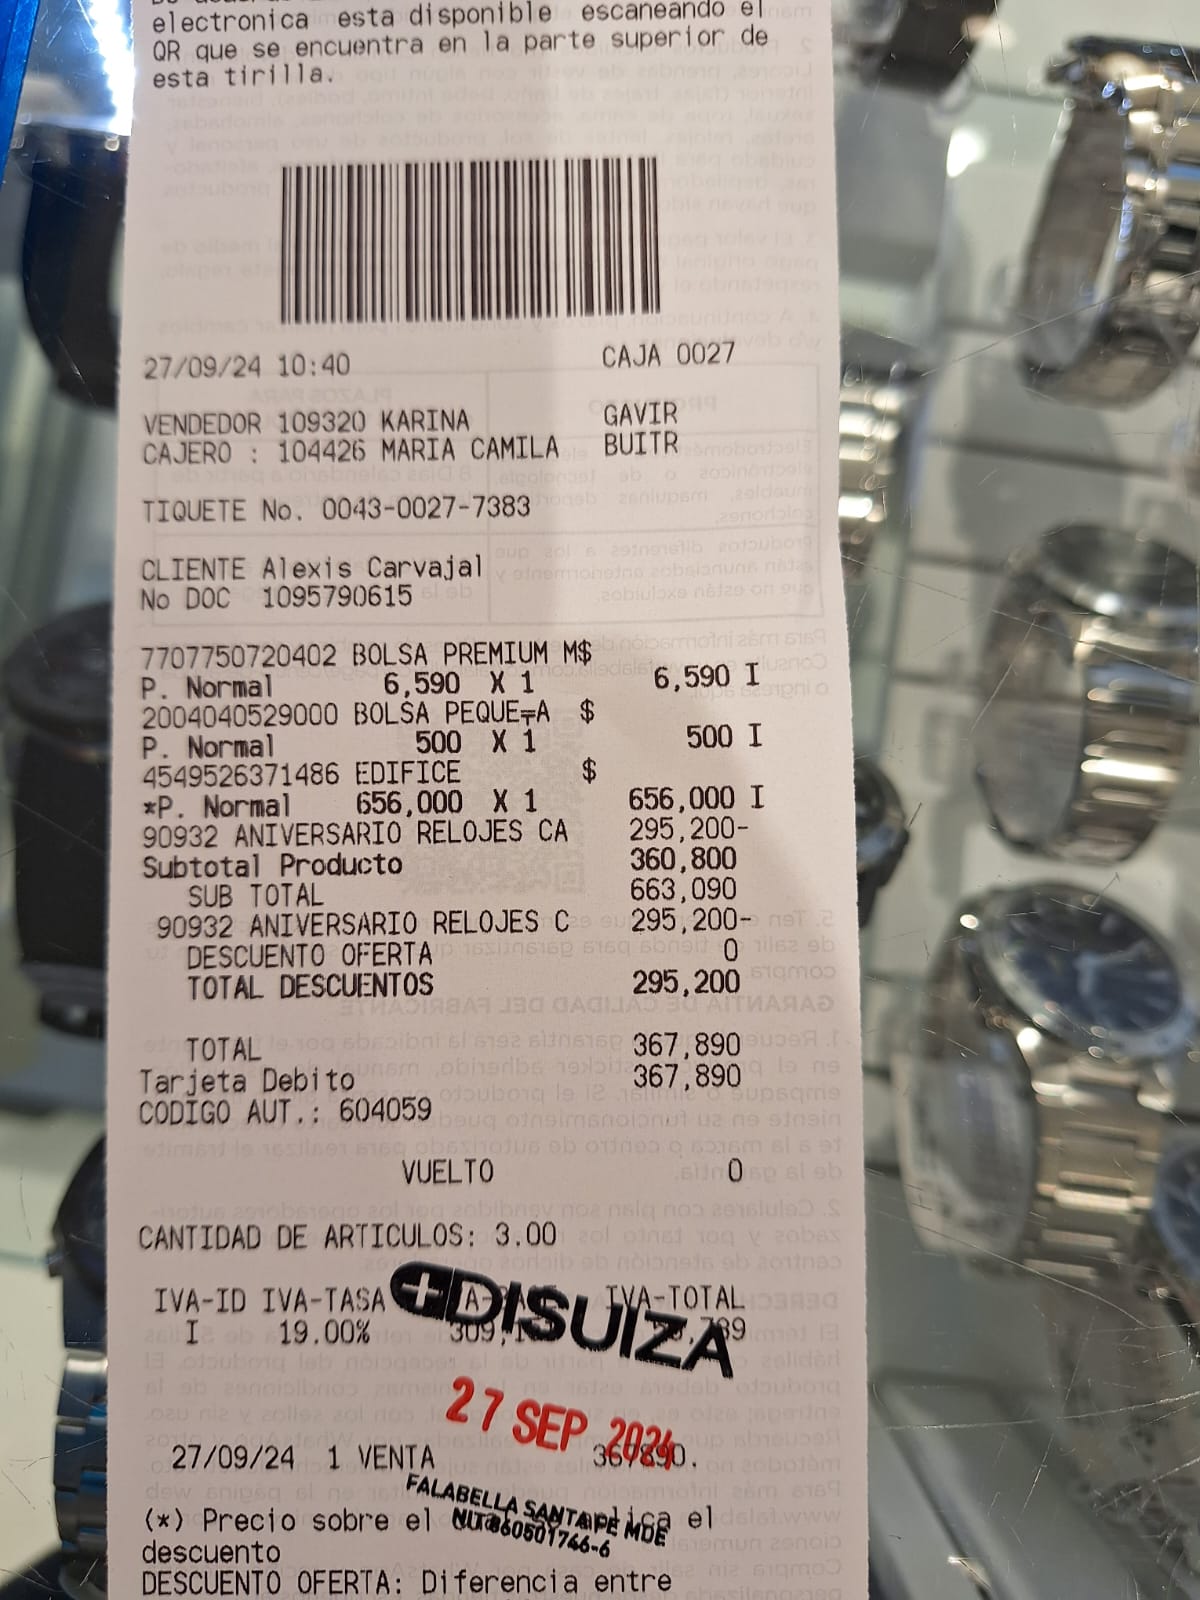 electronica esta disponible escaneando el
QR que se encuentra en la parte superior de
esta tirilla.
27/09/24 10:40 CAJA 0027
VENDEDOR 109320 KARINA GAVIR
CAJERO : 104426 MARIA CAMILA BUITR
TIQUETE No. 0043-0027-7383
CLIENTE Alexis Carvajal
No DOC 1095790615
7707750720402 BOLSA PREMIUM M$
P. Normal 6,590 X 1 6,590 I
2004040529000 BOLSA PEQUE╤A $
P. Normal 500 X 1 500 I
4549526371486 EDIFICE $
*P. Normal 656,000 X 1 656,000 I
90932 ANIVERSARIO RELOJES CA 295,200-
Subtotal Producto 360,800
SUB TOTAL 663,090
90932 ANIVERSARIO RELOJES C 295,200-
DESCUENTO OFERTA 0
TOTAL DESCUENTOS 295,200
TOTAL 367,890
Tarjeta Debito 367,890
CODIGO AUT.: 604059
VUELTO 0
CANTIDAD DE ARTICULOS: 3.00
IVA-ID IVA-TASA IVA-TOTAL
I 19.00%
DISUIZA
27 SEP 2024
27/09/24 1 VENTA 367890.
FALABELLA SANTA FE MDE
NIT 860501746-6
(*) Precio sobre el aplica el
descuento
DESCUENTO OFERTA: Diferencia entre